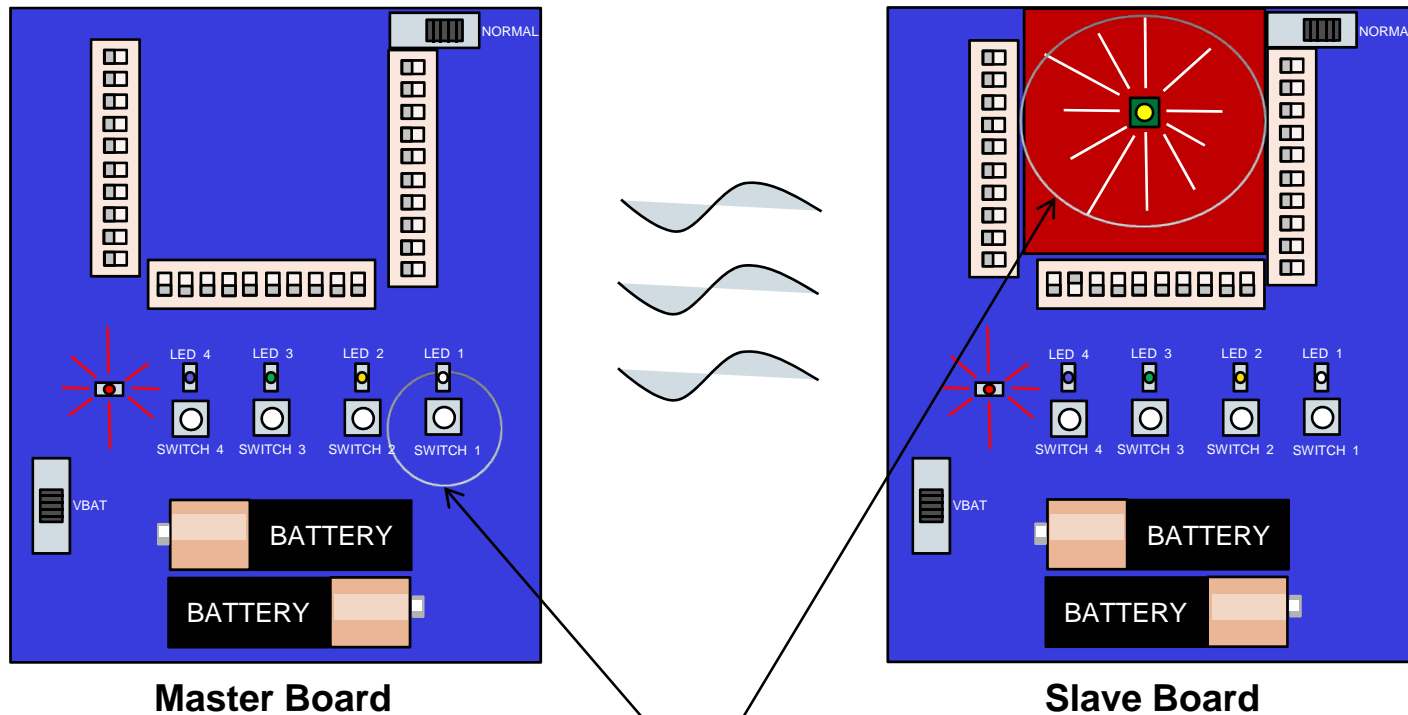 NORMAL
LED 4 LED 3 LED 2 LED 1
SWITCH 4 SWITCH 3 SWITCH 2 SWITCH 1
VBAT
BATTERY
BATTERY
Master Board
NORMA
LED 4 LED 3 LED 2 LED 1
SWITCH 4 SWITCH 3 SWITCH 2 SWITCH 1
VBAT
BATTERY
BATTERY
Slave Board